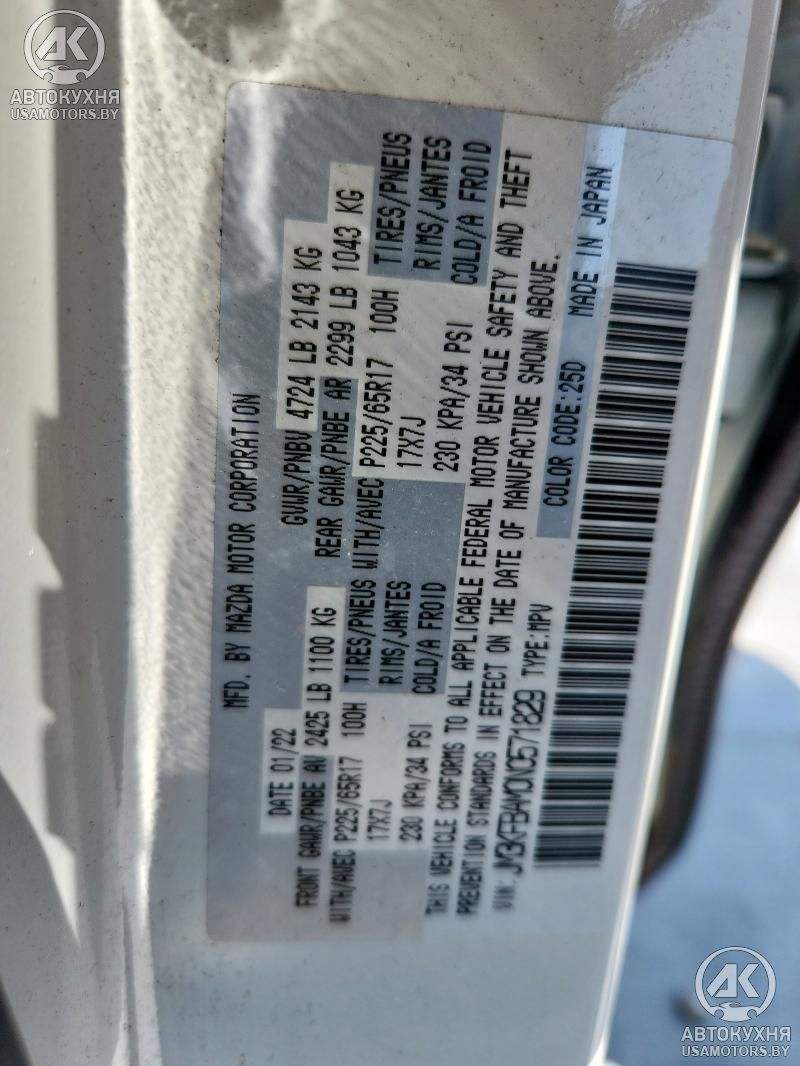 АК
АВТОКУХНЯ
USAMOTORS.BY
MFD. BY MAZDA MOTOR CORPORATION
DATE 01/22 GVWR/PNBV 4724 LB 2143 KG
FRONT GAWR/PNBE AV 2425 LB 1100 KG REAR GAWR/PNBE AR 2299 LB 1043 KG
WITH/AVEC P225/65R17 100H TIRES/PNEUS WITH/AVEC P225/65R17 100H TIRES/PNEUS
17X7J RIMS/JANTES 17X7J RIMS/JANTES
230 KPA/34 PSI COLD/A FROID 230 KPA/34 PSI COLD/A FROID
THIS VEHICLE CONFORMS TO ALL APPLICABLE FEDERAL MOTOR VEHICLE SAFETY AND THEFT
PREVENTION STANDARDS IN EFFECT ON THE DATE OF MANUFACTURE SHOWN ABOVE.
VIN: JM3KFBAM0N0571829 TYPE:MPV COLOR CODE:25D MADE IN JAPAN
АК
АВТОКУХНЯ
USAMOTORS.BY